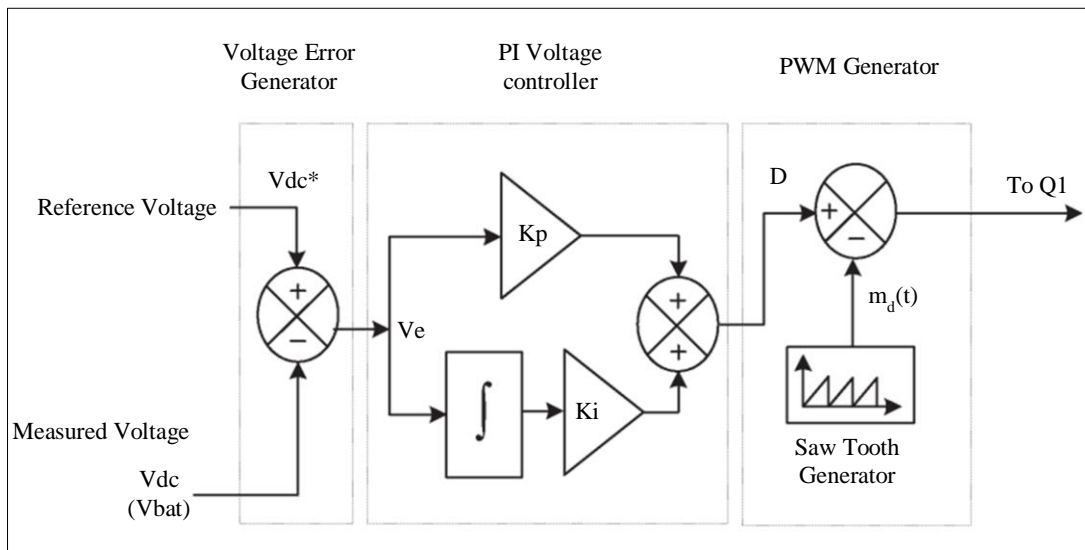 Voltage Error
Generator
PI Voltage
controller
PWM Generator
Vdc*
Reference Voltage
+
−
Measured Voltage
Vdc
(Vbat)
Ve
Kp
∫
Ki
+
+
D
+
−
To Q1
m_d(t)
Saw Tooth
Generator